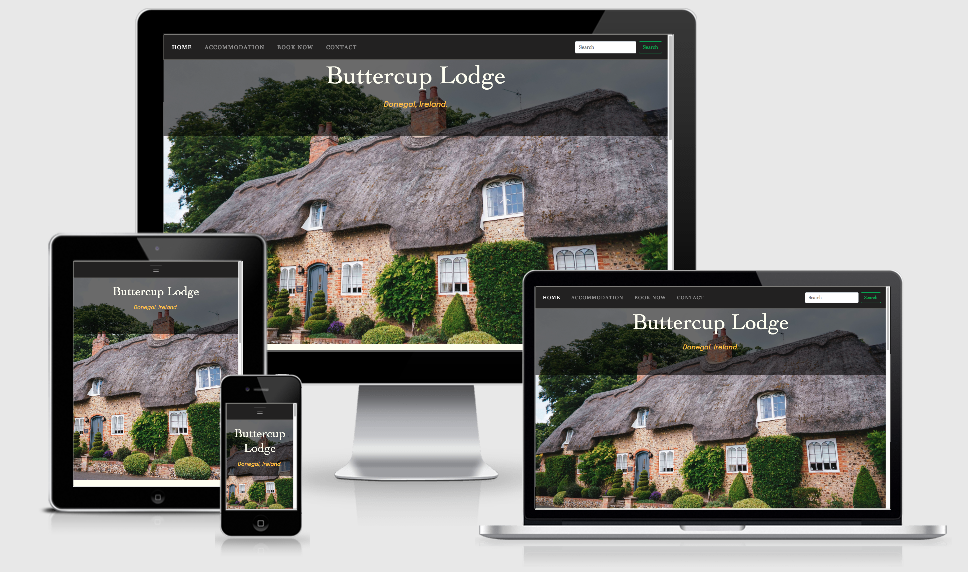 HOME ACCOMMODATION BOOK NOW CONTACT Search Search
Buttercup Lodge
Donegal, Ireland.
Buttercup Lodge
Donegal, Ireland
Buttercup
Lodge
Donegal, Ireland
HOME ACCOMMODATION BOOK NOW CONTACT Search Search
Buttercup Lodge
Donegal, Ireland